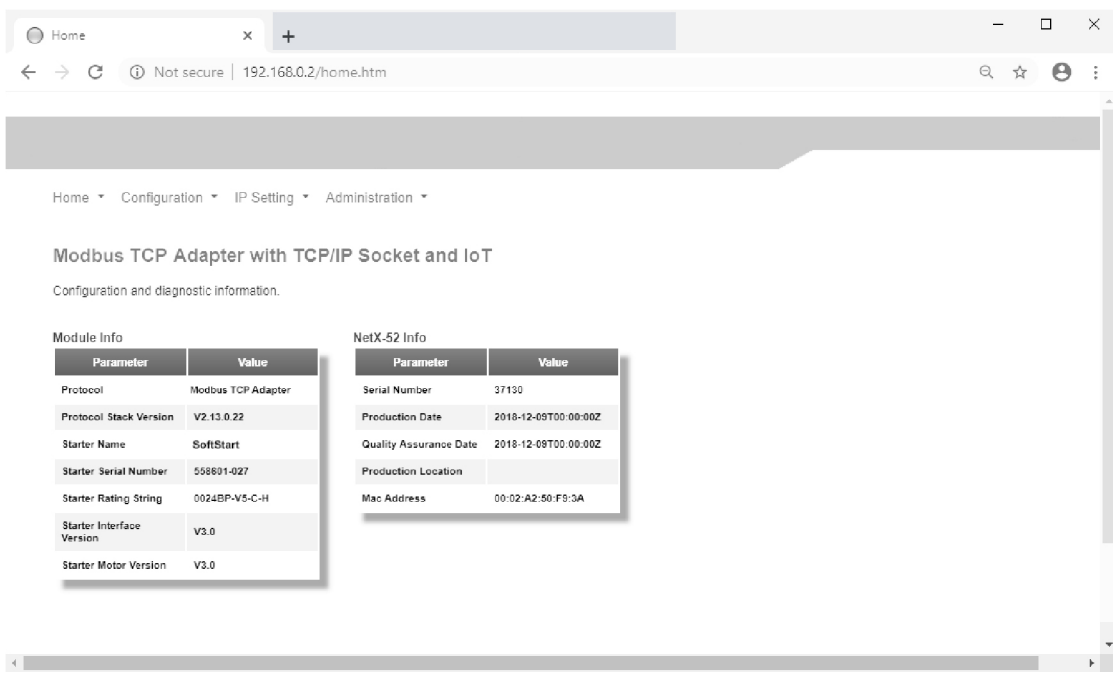 Home
Not secure | 192.168.0.2/home.htm
Home Configuration IP Setting Administration
Modbus TCP Adapter with TCP/IP Socket and IoT
Configuration and diagnostic information.
Module Info
Parameter Value
Protocol Modbus TCP Adapter
Protocol Stack Version V2.13.0.22
Starter Name SoftStart
Starter Serial Number 558601-027
Starter Rating String 0024BP-V5-C-H
Starter Interface
Version V3.0
Starter Motor Version V3.0
NetX-52 Info
Parameter Value
Serial Number 37130
Production Date 2018-12-09T00:00:00Z
Quality Assurance Date 2018-12-09T00:00:00Z
Production Location
Mac Address 00:02:A2:50:F9:3A